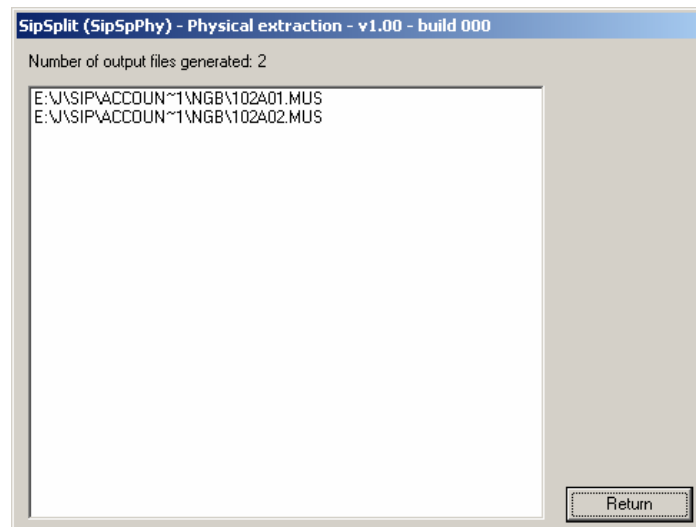 SipSplit (SipSpPhy) - Physical extraction - v1.00 - build 000
Number of output files generated: 2
E:\J\SIP\ACCOUN~1\NGB\102A01.MUS
E:\J\SIP\ACCOUN~1\NGB\102A02.MUS
Return